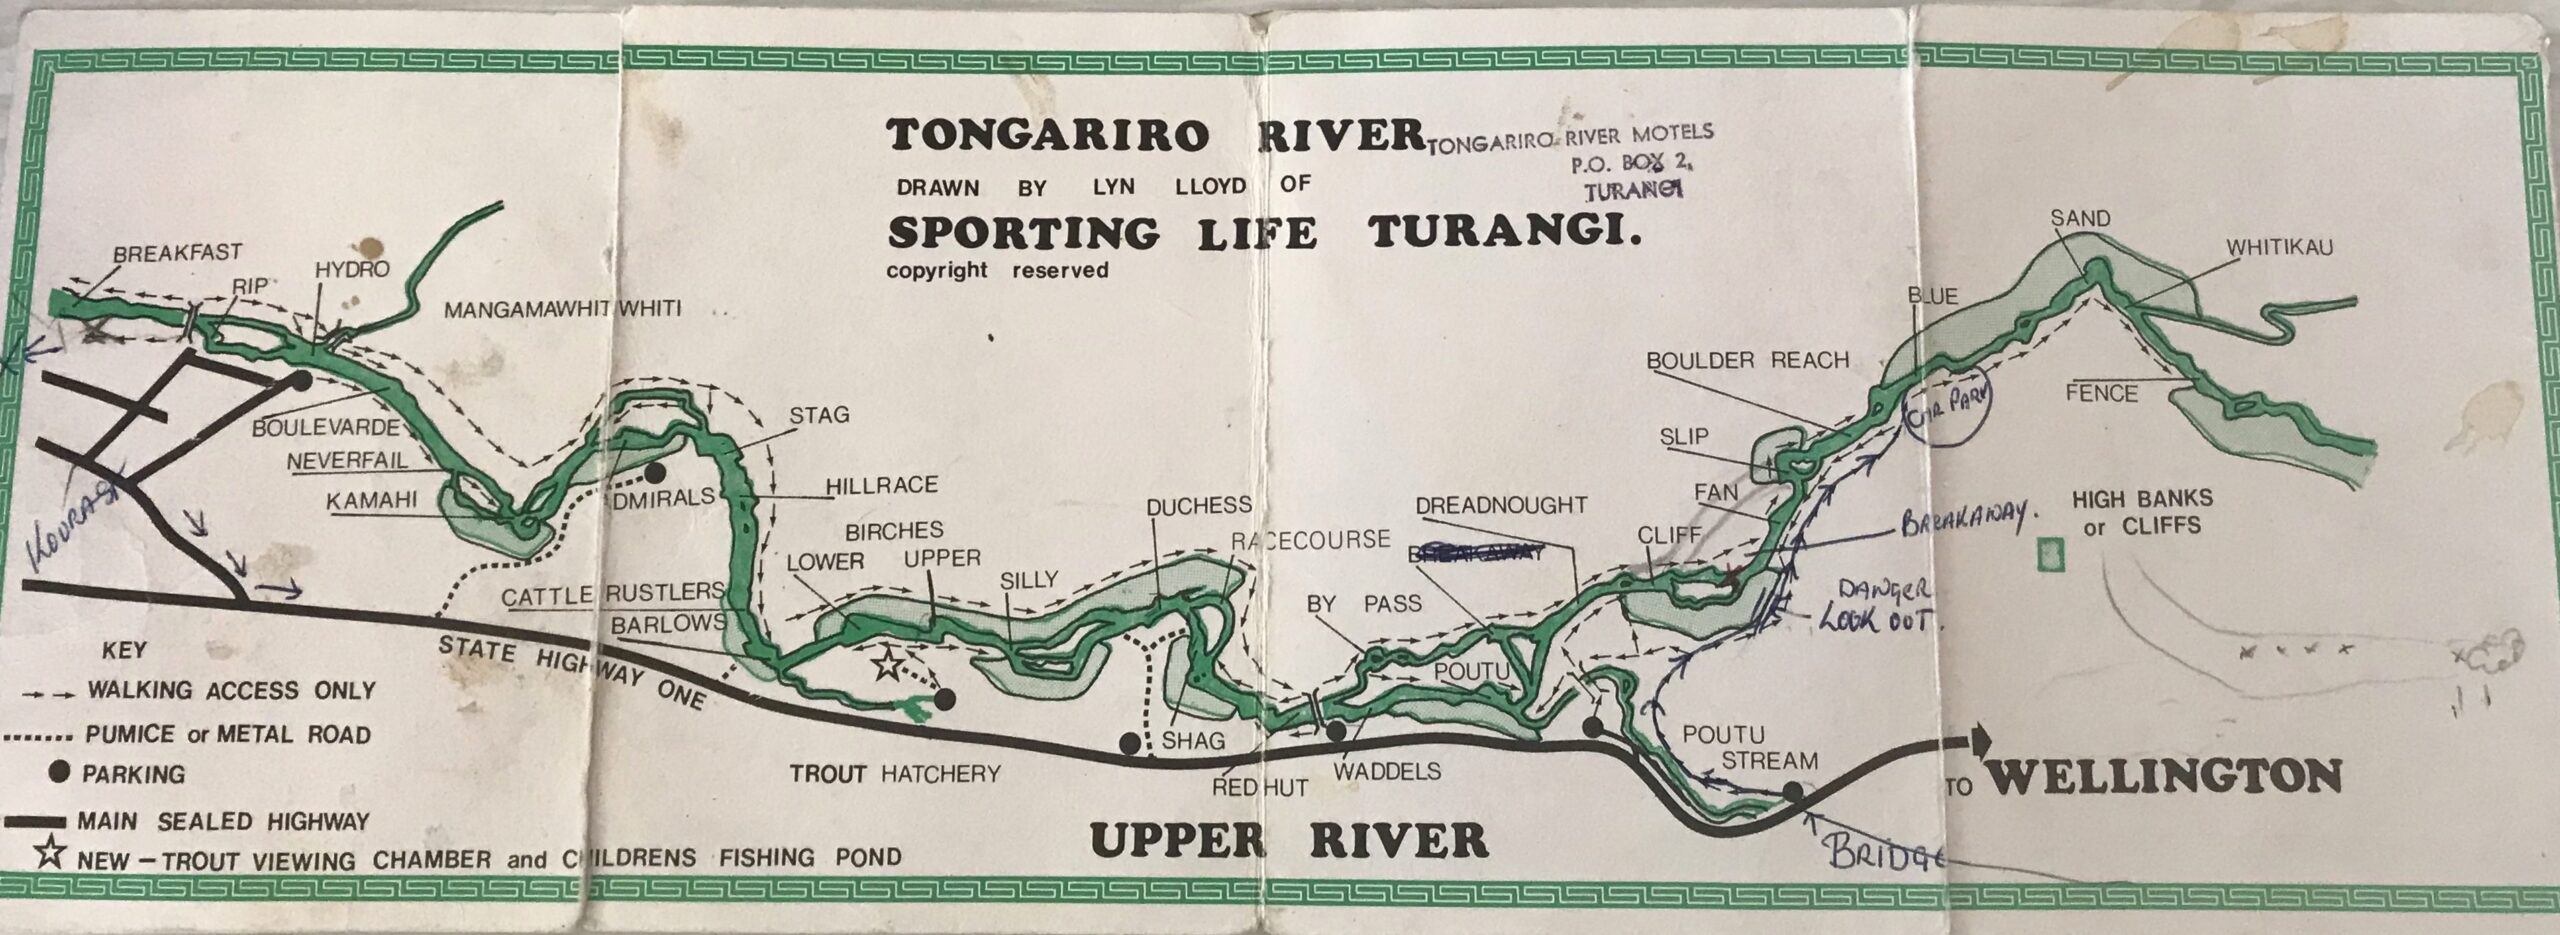 TONGARIRO RIVER
TONGARIRO RIVER MOTELS
P.O. BOX 2,
TURANGI
DRAWN BY LYN LLOYD OF
SPORTING LIFE TURANGI.
copyright reserved
BREAKFAST
RIP
HYDRO
MANGAMAWHITWHITI
BOULEVARDE
NEVERFAIL
KAMAHI
ADMIRALS
STAG
HILLRACE
BIRCHES
LOWER
UPPER
CATTLE RUSTLERS
BARLOWS
SILLY
DUCHESS
RACECOURSE
SHAG
RED HUT
WADDELS
BY PASS
BREAKAWAY
DREADNOUGHT
POUTU
CLIFF
FAN
SLIP
BOULDER REACH
BLUE
SAND
WHITIKAU
FENCE
CAR PARK
BREAKAWAY.
DANGER
LOOK OUT.
POUTU
STREAM
BRIDGE
HIGH BANKS
or CLIFFS
TO WELLINGTON
TROUT HATCHERY
STATE HIGHWAY ONE
UPPER RIVER
KEY
WALKING ACCESS ONLY
PUMICE or METAL ROAD
PARKING
MAIN SEALED HIGHWAY
NEW - TROUT VIEWING CHAMBER and CHILDRENS FISHING POND